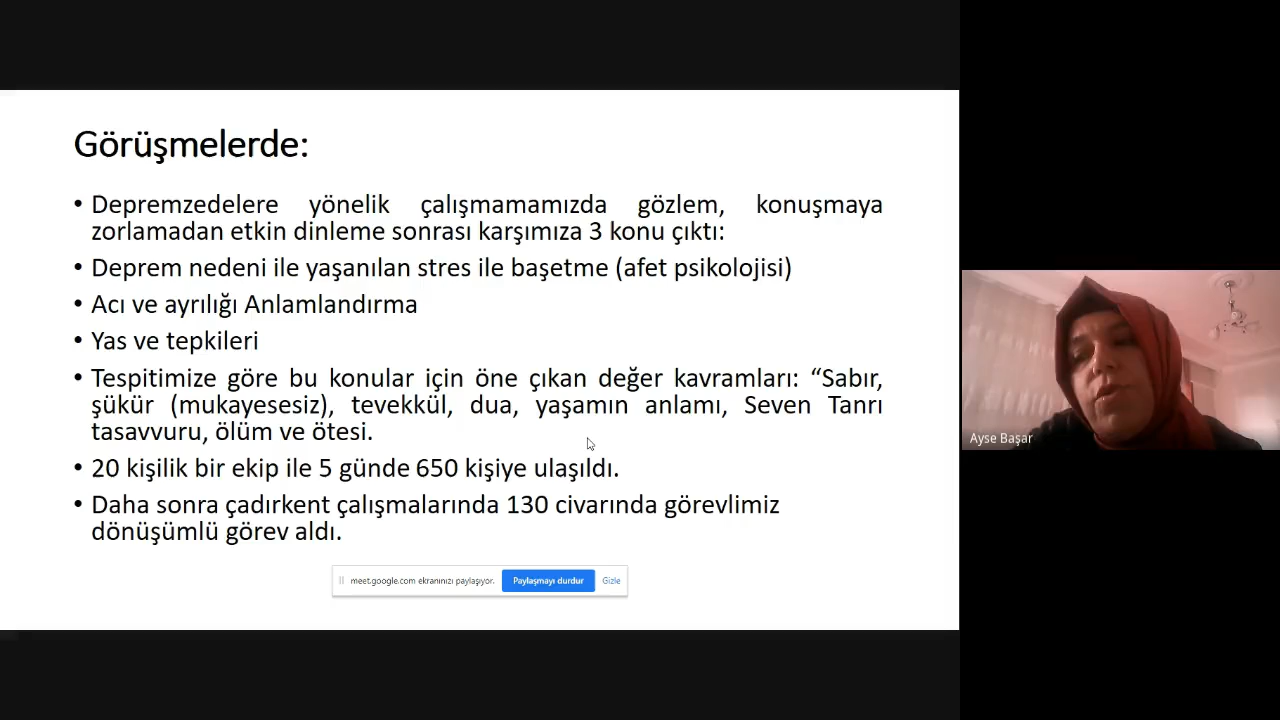 Görüşmelerde:
• Depremzedelere yönelik çalışmamamızda gözlem, konuşmaya
zorlamadan etkin dinleme sonrası karşımıza 3 konu çıktı:
• Deprem nedeni ile yaşanılan stres ile başetme (afet psikolojisi)
• Acı ve ayrılığı Anlamlandırma
• Yas ve tepkileri
• Tespitimize göre bu konular için öne çıkan değer kavramları: “Sabır,
şükür (mukayesesiz), tevekkül, dua, yaşamın anlamı, Seven Tanrı
tasavvuru, ölüm ve ötesi.
• 20 kişilik bir ekip ile 5 günde 650 kişiye ulaşıldı.
• Daha sonra çadırkent çalışmalarında 130 civarında görevlimiz
dönüşümlü görev aldı.
meet.google.com ekranınızı paylaşıyor.
Paylaşmayı durdur
Gizle
Ayse Başar